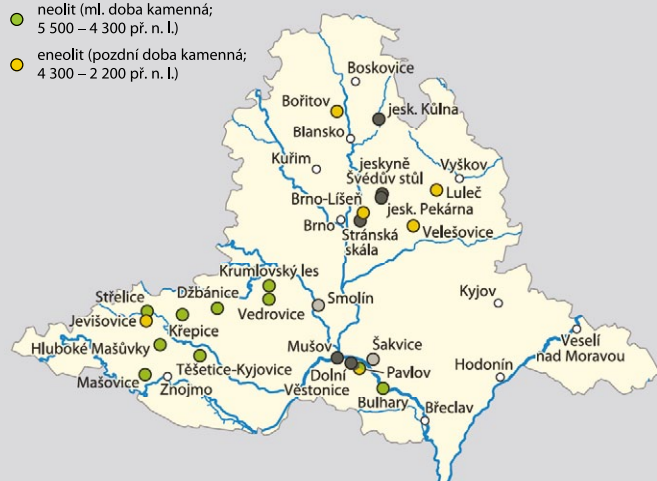 neolit (ml. doba kamenná;
5 500 – 4 300 př. n. l.)
eneolit (pozdní doba kamenná;
4 300 – 2 200 př. n. l.)
Boskovice
Bořitov
jesk. Kůlna
Blansko
Kuřim
jeskyně
Švédův stůl
Vyškov
Luleč
Brno-Líšeň
jesk. Pekárna
Brno
Stránská
skála
Velešovice
Krumlovský les
Střelice
Džbánice
Smolín
Kyjov
Jevišovice
Křepice
Vedrovice
Hluboké Mašůvky
Mušov
Šakvice
Veselí
nad Moravou
Těšetice-Kyjovice
Dolní
Věstonice
Pavlov
Hodonín
Mašovice
Znojmo
Bulhary
Břeclav